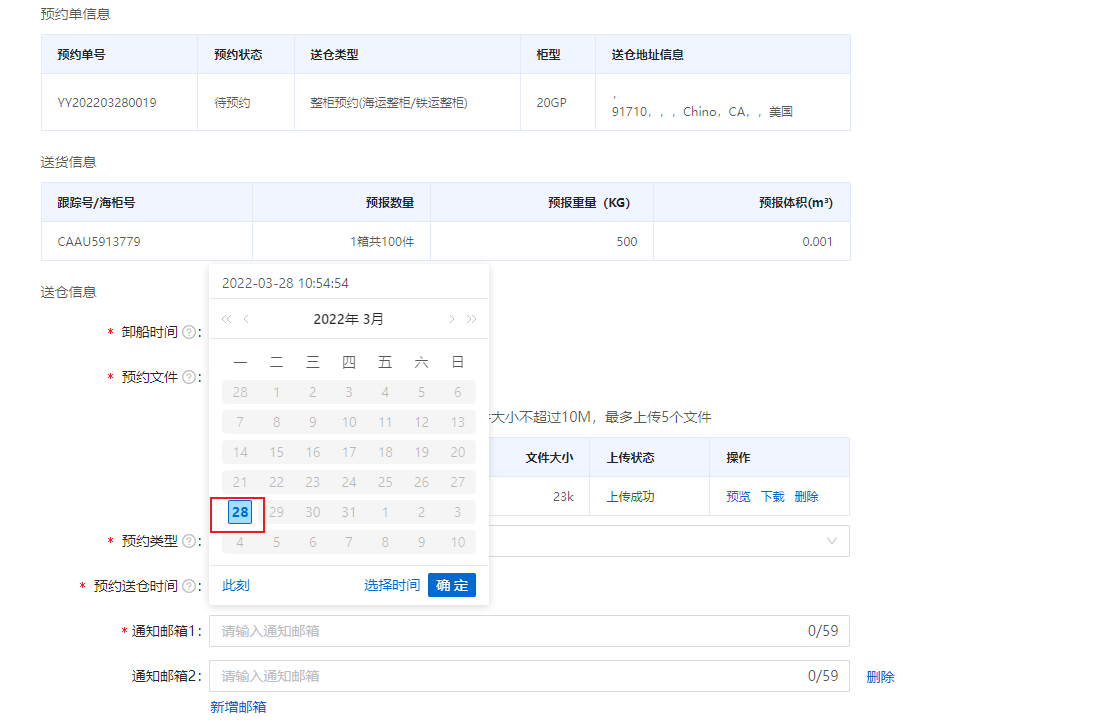 预约单信息
预约单号 预约状态 送仓类型 柜型 送仓地址信息
YY202203280019 待预约 整柜预约(海运整柜/铁运整柜) 20GP ,
91710, , , Chino, CA, , 美国
送货信息
跟踪号/海柜号 预报数量 预报重量（KG） 预报体积(m³)
CAAU5913779 1箱共100件 500 0.001
送仓信息
2022-03-28 10:54:54
« ‹ 2022年 3月 › »
* 卸船时间 ? :
一 二 三 四 五 六 日
* 预约文件 ? :
28 1 2 3 4 5 6
大小不超过10M，最多上传5个文件
7 8 9 10 11 12 13
14 15 16 17 18 19 20
文件大小 上传状态 操作
21 22 23 24 25 26 27
23k 上传成功 预览 下载 删除
28 29 30 31 1 2 3
* 预约类型 ? :
4 5 6 7 8 9 10
* 预约送仓时间 ? :
此刻 选择时间 确 定
* 通知邮箱1: 请输入通知邮箱 0/59
通知邮箱2: 请输入通知邮箱 0/59 删除
新增邮箱